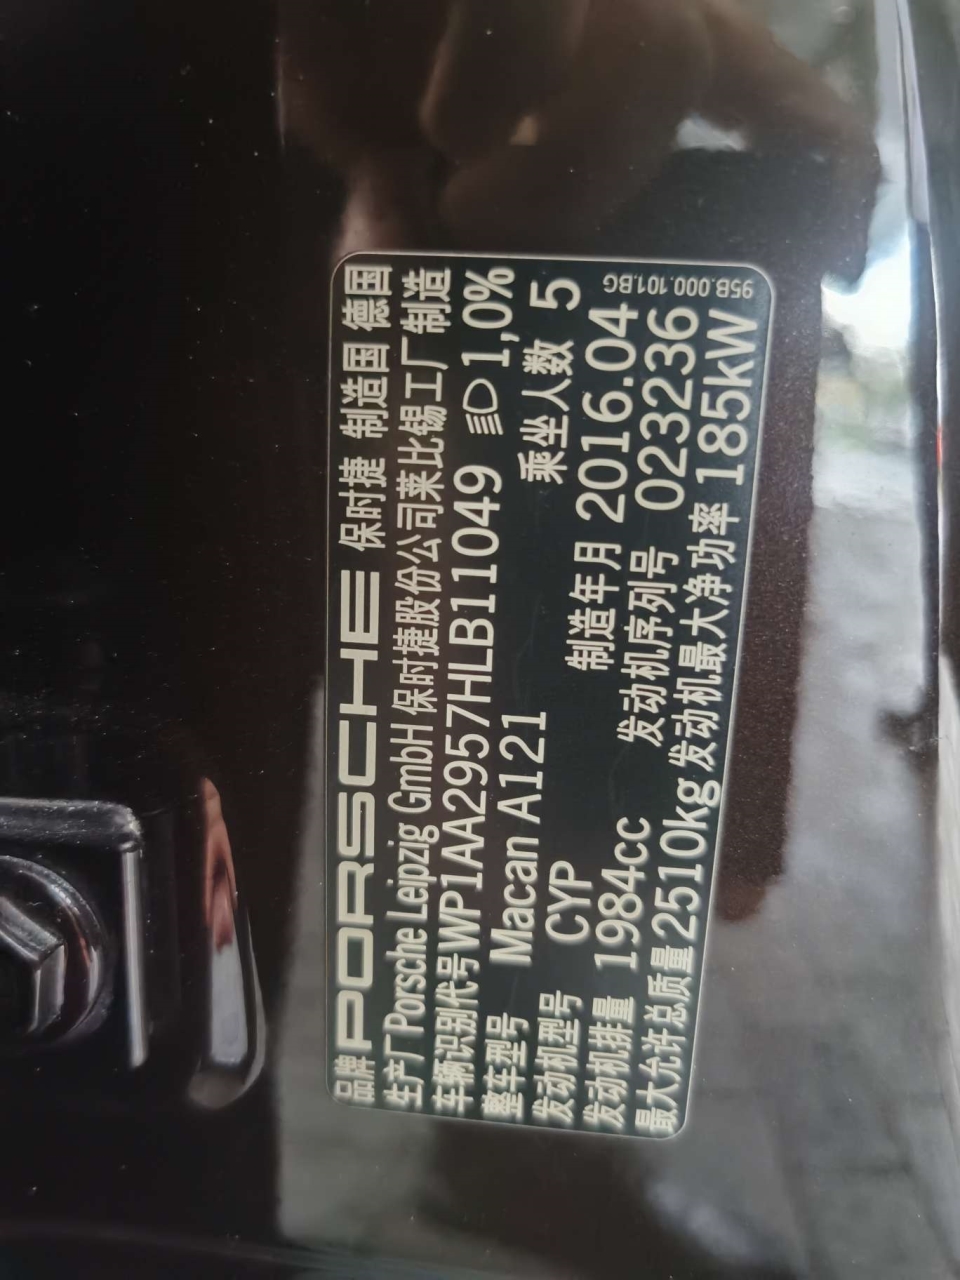 品牌 PORSCHE 保时捷 制造国 德国
生产厂 Porsche Leipzig GmbH 保时捷股份公司莱比锡工厂制造
车辆识别代号 WP1AA2957HLB11049 1,0%
整车型号 Macan A121 乘坐人数 5
发动机型号 CYP 制造年月 2016.04
发动机排量 1984cc 发动机序列号 023236
最大允许总质量 2510kg 发动机最大净功率 185kW
95B.000.101.BG